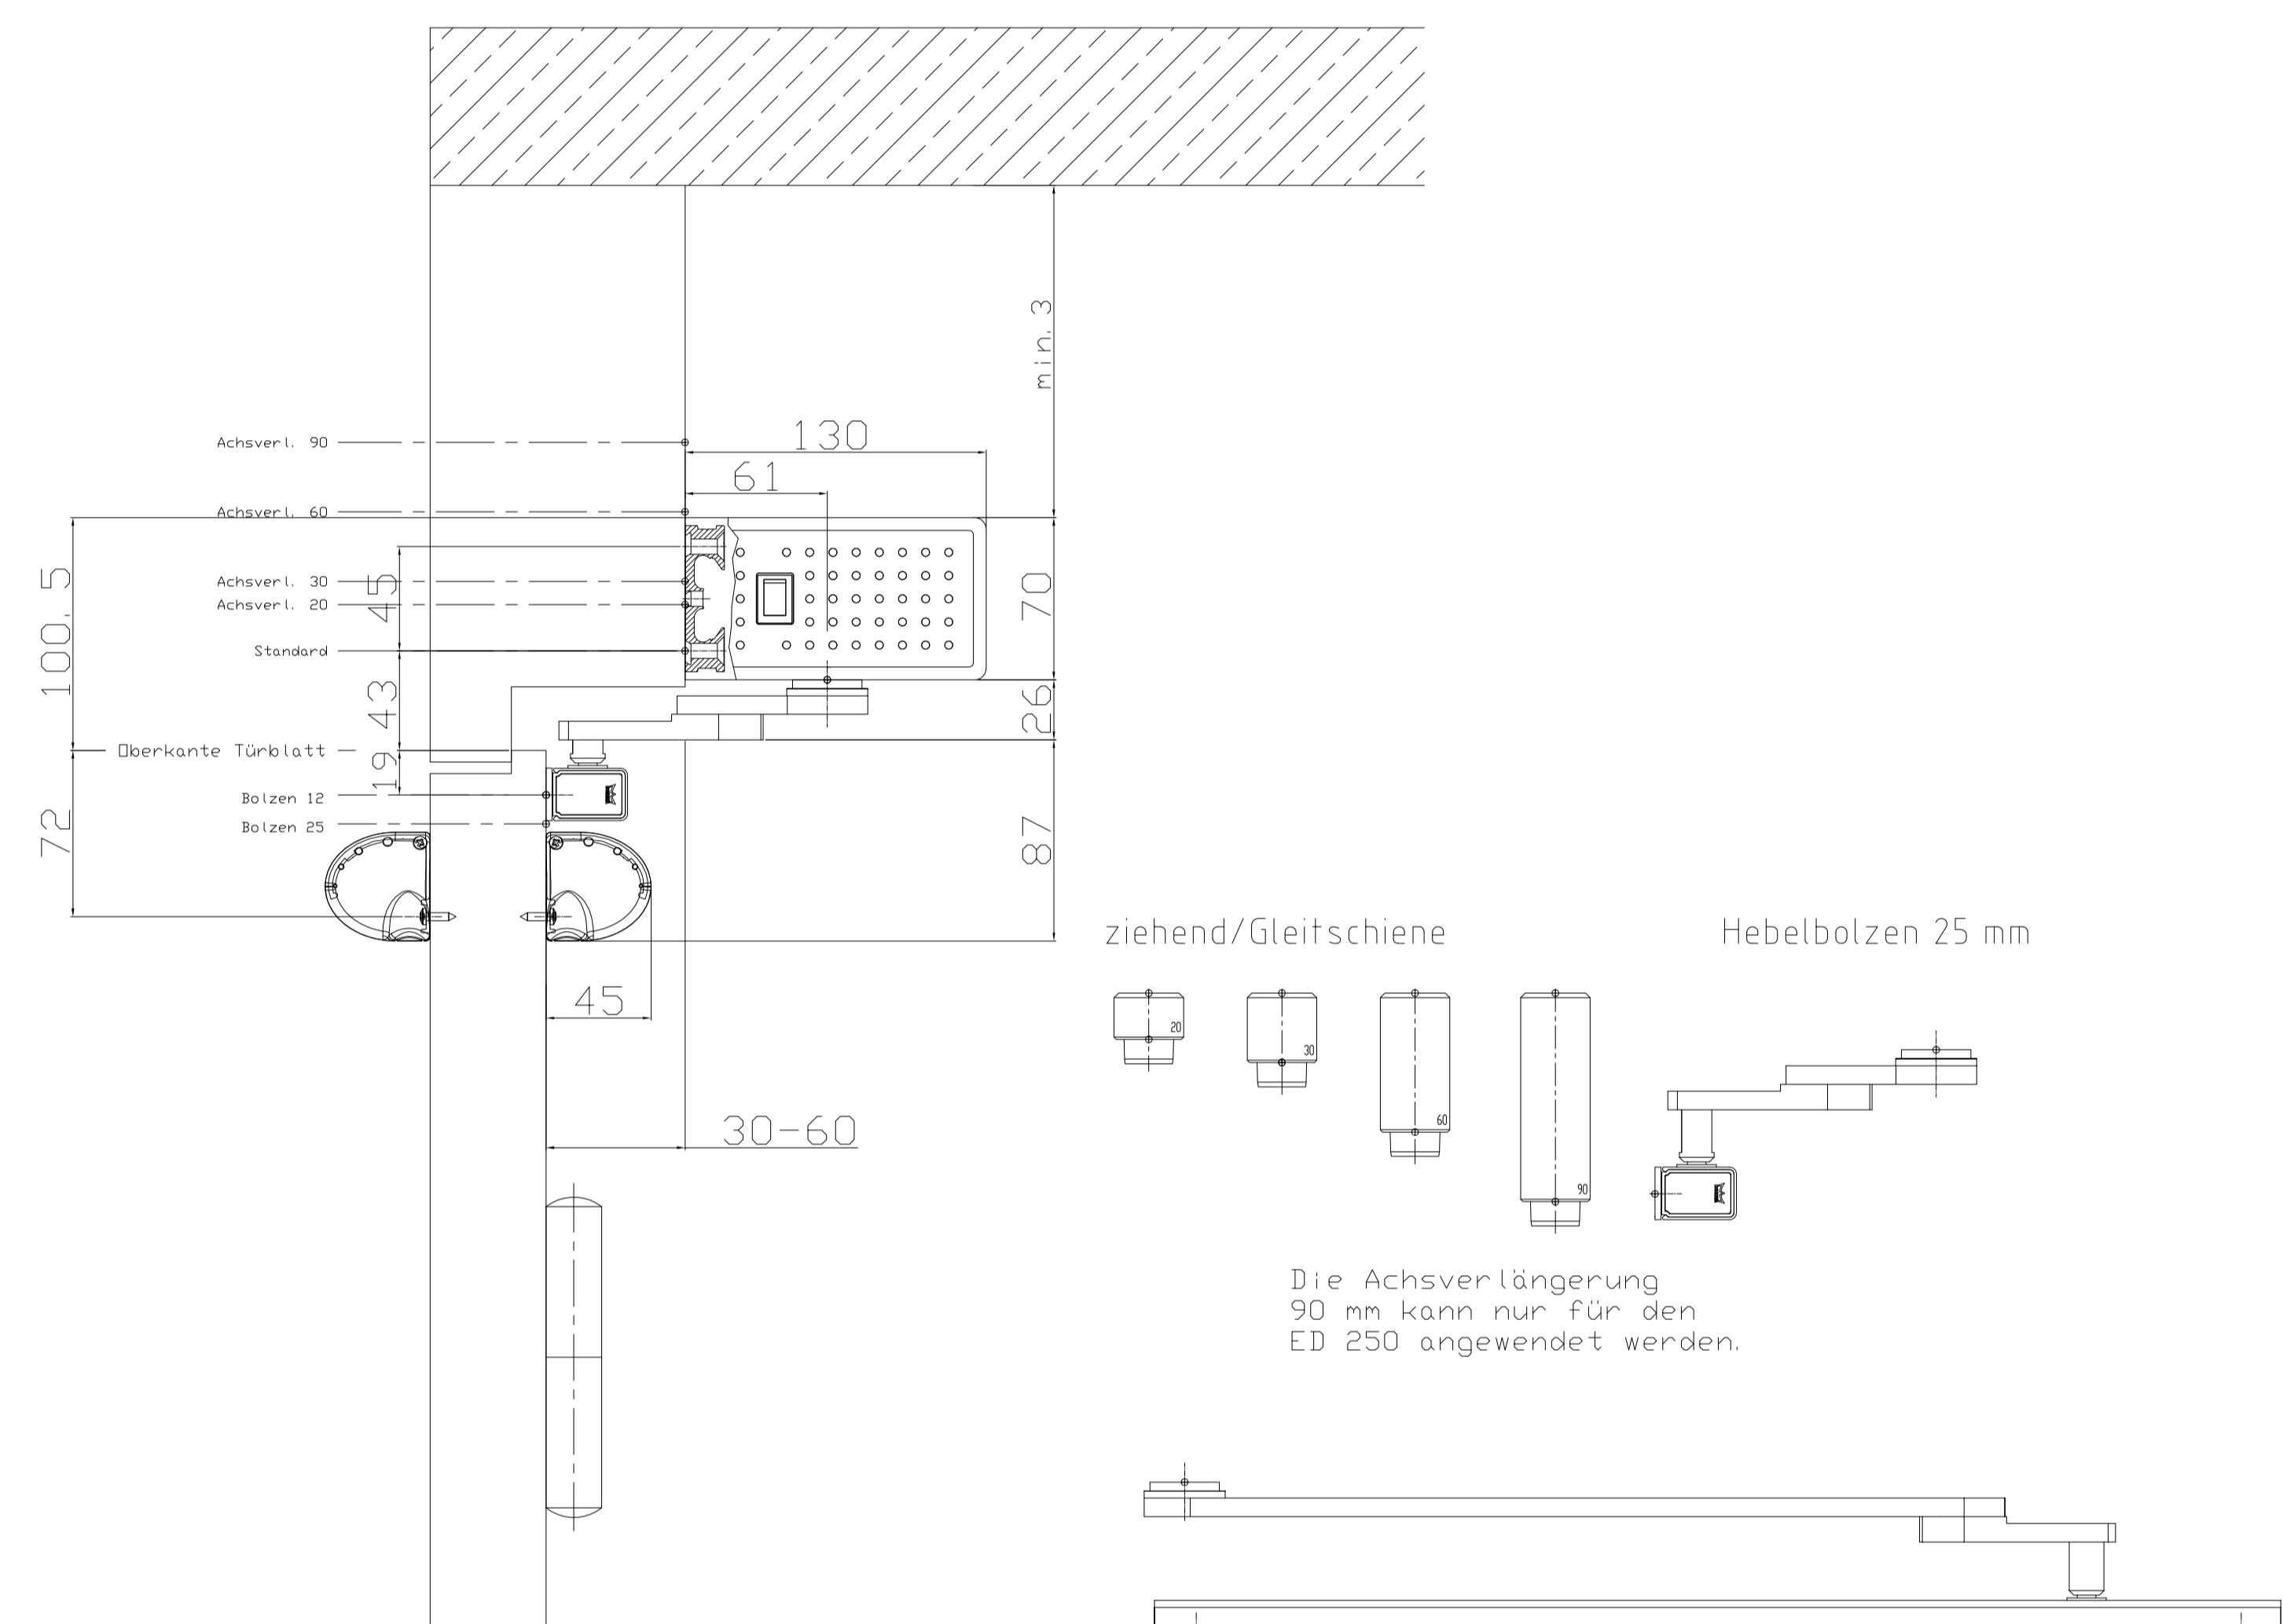 min. 3
Achsverl. 90
130
61
Achsverl. 60
100,5
Achsverl. 30
45
Achsverl. 20
70
Standard
43
26
Oberkante Türblatt
19
Bolzen 12
72
Bolzen 25
87
ziehend/Gleitschiene
Hebelbolzen 25 mm
45
20
30
60
90
30-60
Die Achsverlängerung
90 mm kann nur für den
ED 250 angewendet werden.